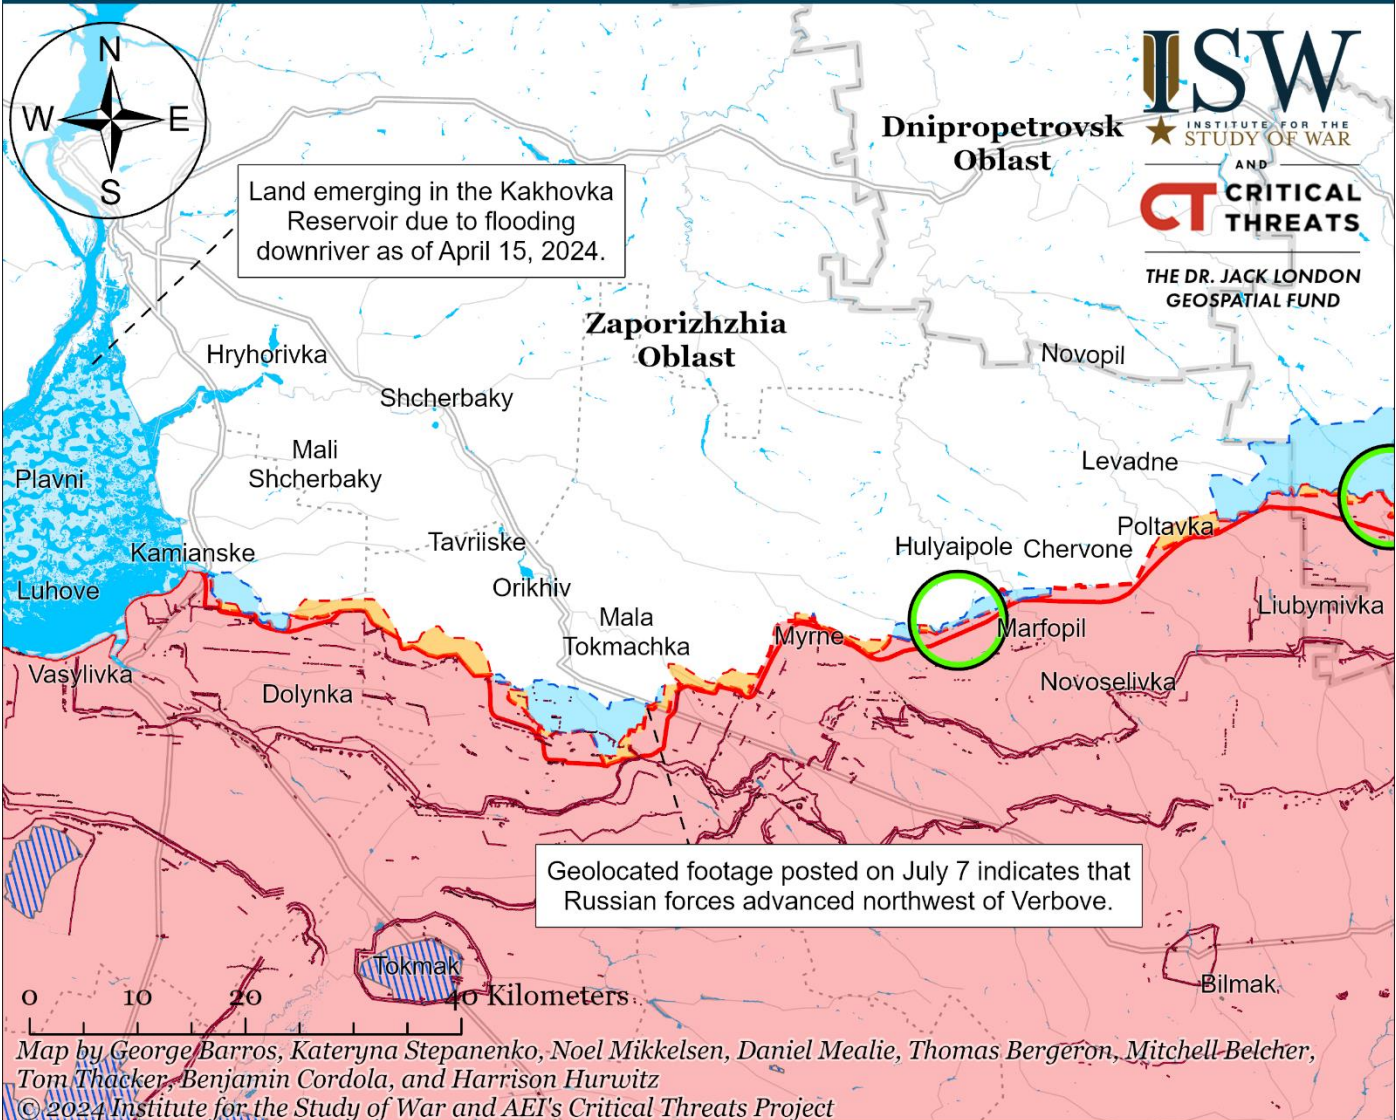 N
W
E
S
ISW
INSTITUTE FOR THE
STUDY OF WAR
AND
CT CRITICAL
THREATS
THE DR. JACK LONDON
GEOSPATIAL FUND
Dnipropetrovsk
Oblast
Land emerging in the Kakhovka
Reservoir due to flooding
downriver as of April 15, 2024.
Zaporizhzhia
Oblast
Hryhorivka
Novopil
Shcherbaky
Mali
Shcherbaky
Levadne
Plavni
Poltavka
Kamianske
Tavriiske
Hulyaipole
Chervone
Luhove
Orikhiv
Liubymivka
Mala
Tokmachka
Myrne
Marfopil
Vasylivka
Dolynka
Novoselivka
Geolocated footage posted on July 7 indicates that
Russian forces advanced northwest of Verbove.
Tokmak
Bilmak
0 10 20 40 Kilometers
Map by George Barros, Kateryna Stepanenko, Noel Mikkelsen, Daniel Mealie, Thomas Bergeron, Mitchell Belcher,
Tom Thacker, Benjamin Cordola, and Harrison Hurwitz
© 2024 Institute for the Study of War and AEI's Critical Threats Project